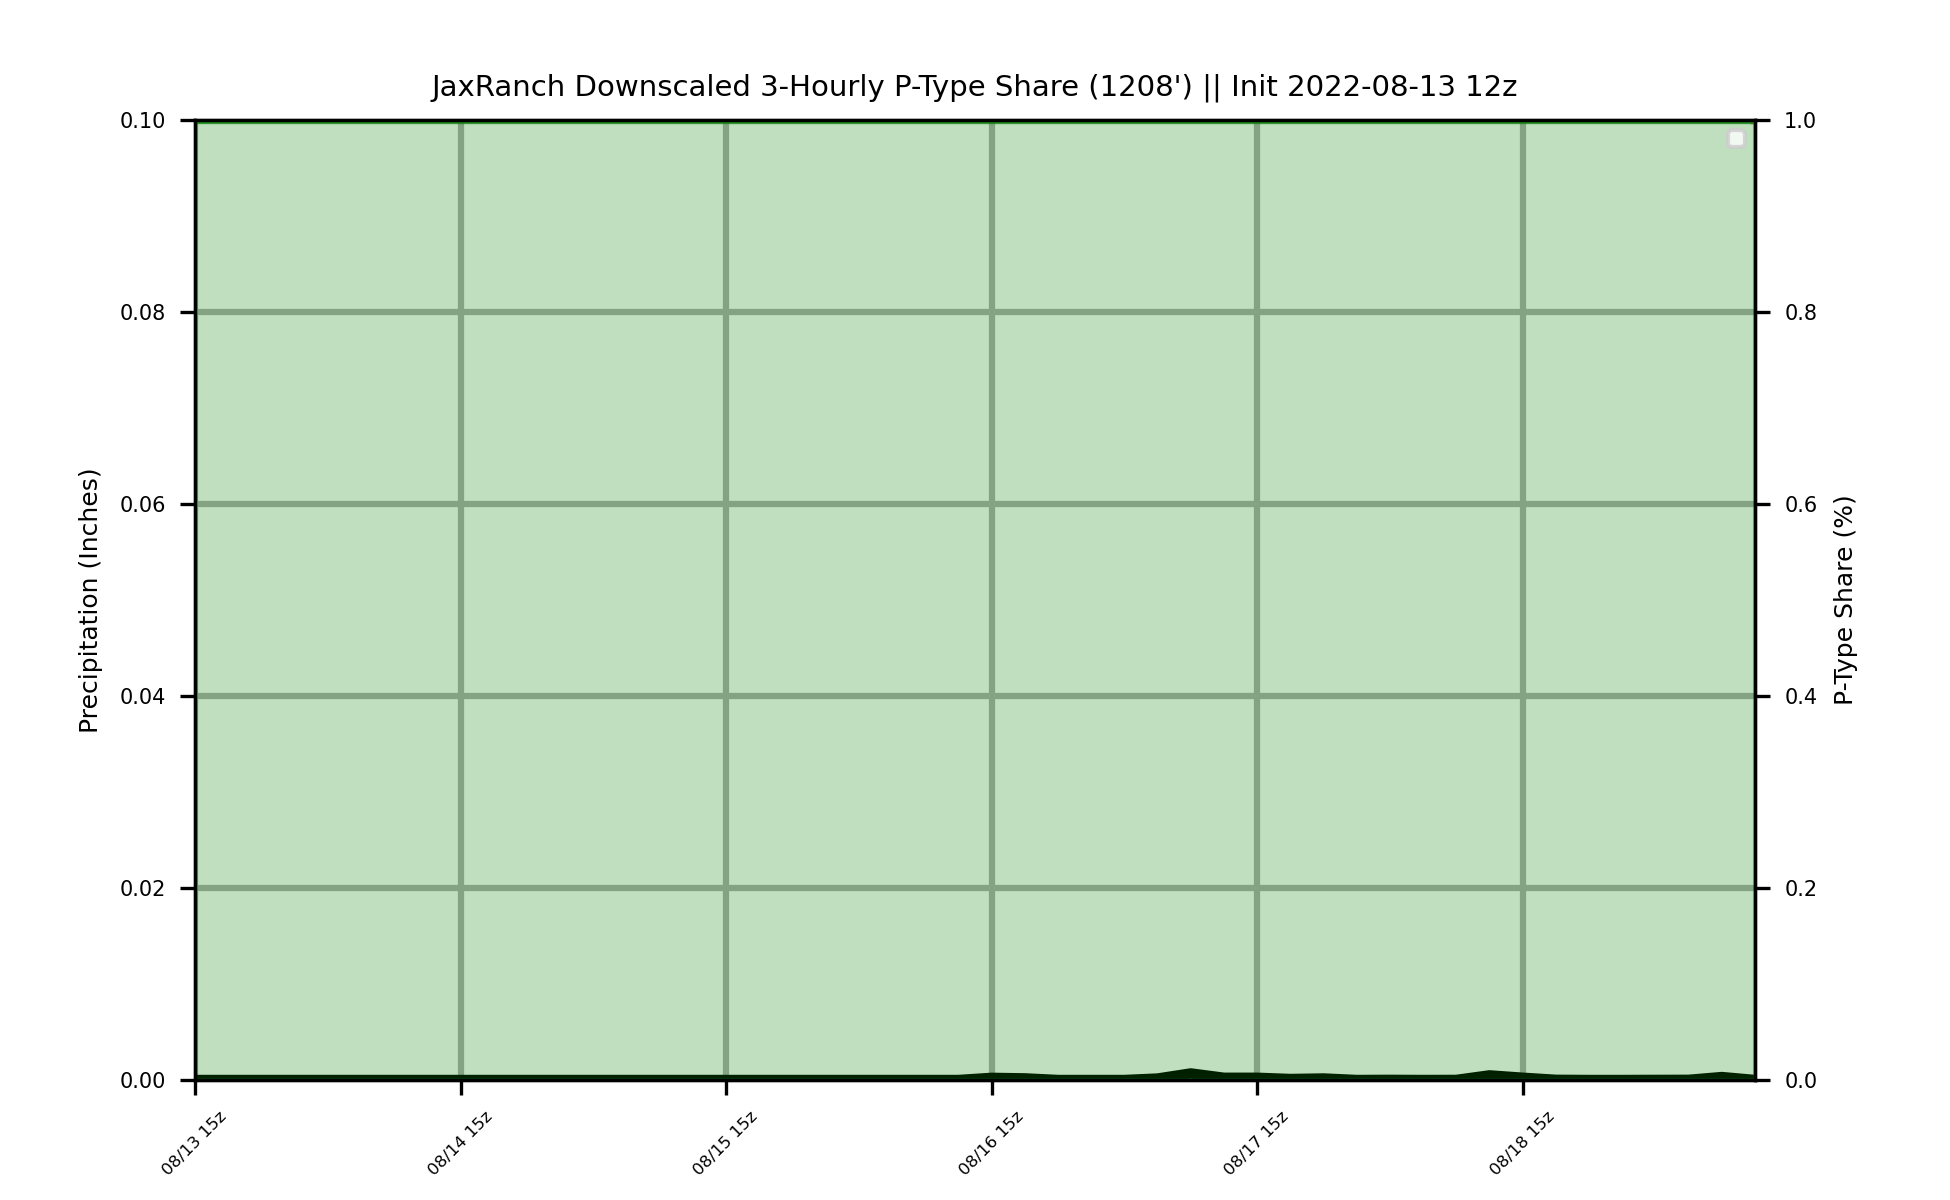 JaxRanch Downscaled 3-Hourly P-Type Share (1208') || Init 2022-08-13 12z
Precipitation (Inches)
0.10
0.08
0.06
0.04
0.02
0.00
1.0
0.8
0.6
0.4
0.2
0.0
P-Type Share (%)
08/13 15z
08/14 15z
08/15 15z
08/16 15z
08/17 15z
08/18 15z